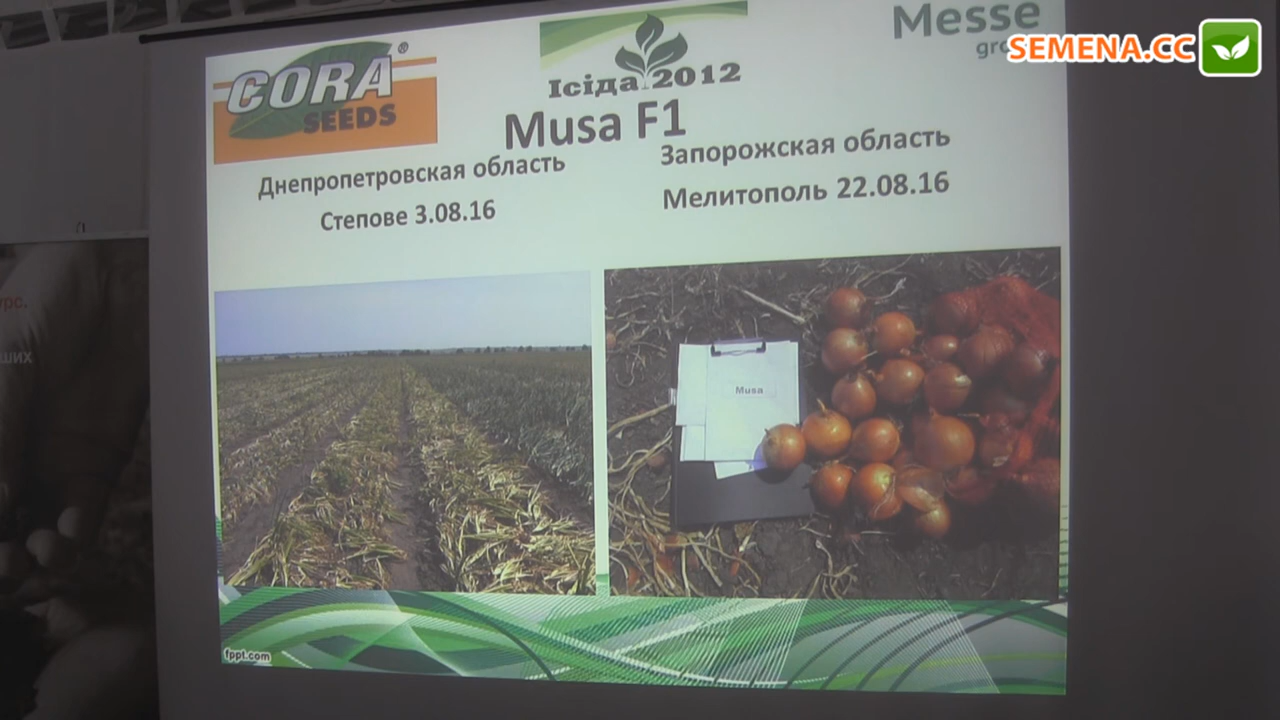 CORA
SEEDS
®
Ісіда 2012
Messe
SEMENA.CC
Musa F1
Днепропетровская область
Степове 3.08.16
Запорожская область
Мелитополь 22.08.16
Musa
ших
fppt.com